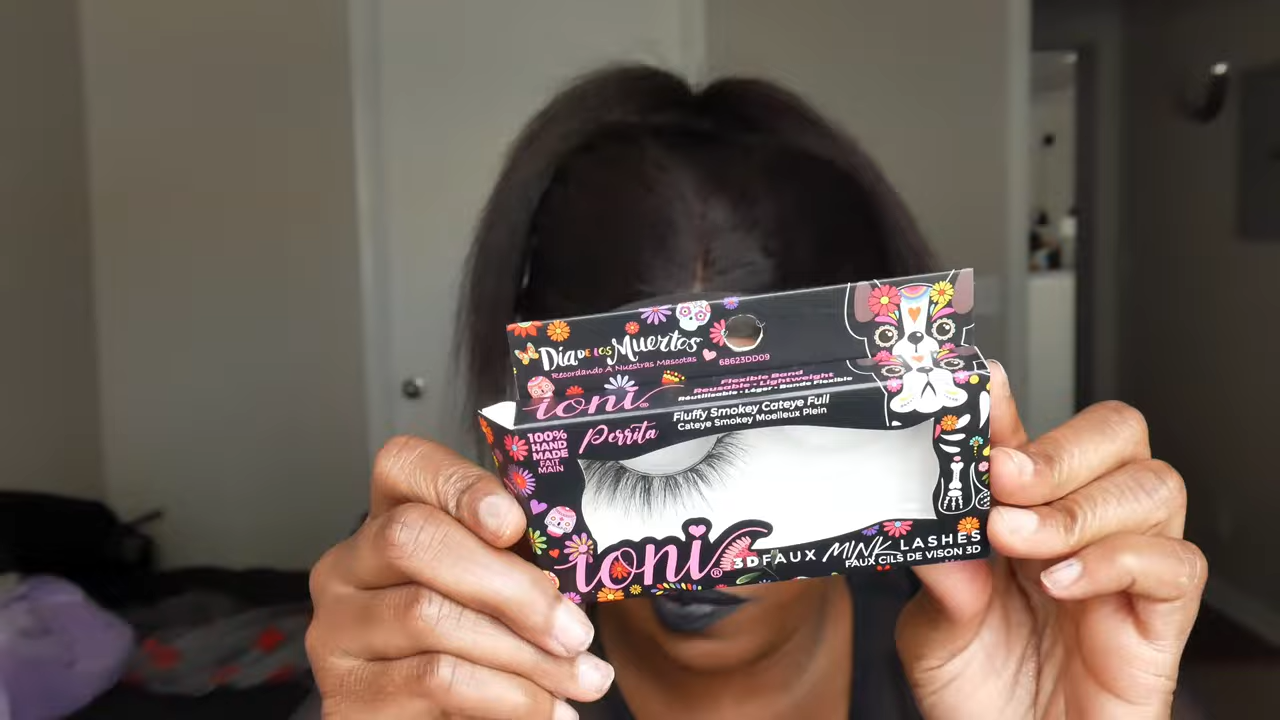 Día DE LOS Muertos
Recordando A Nuestras Mascotas
68623DD09
ioni®
Flexible Band
Reusable • Lightweight
Réutilisable • Léger • Bande Flexible
Fluffy Smokey Cateye Full
Cateye Smokey Moelleux Plein
100%
HAND
MADE
FAIT
MAIN
Perrita
ioni®
3D FAUX MINK LASHES
FAUX CILS DE VISON 3D